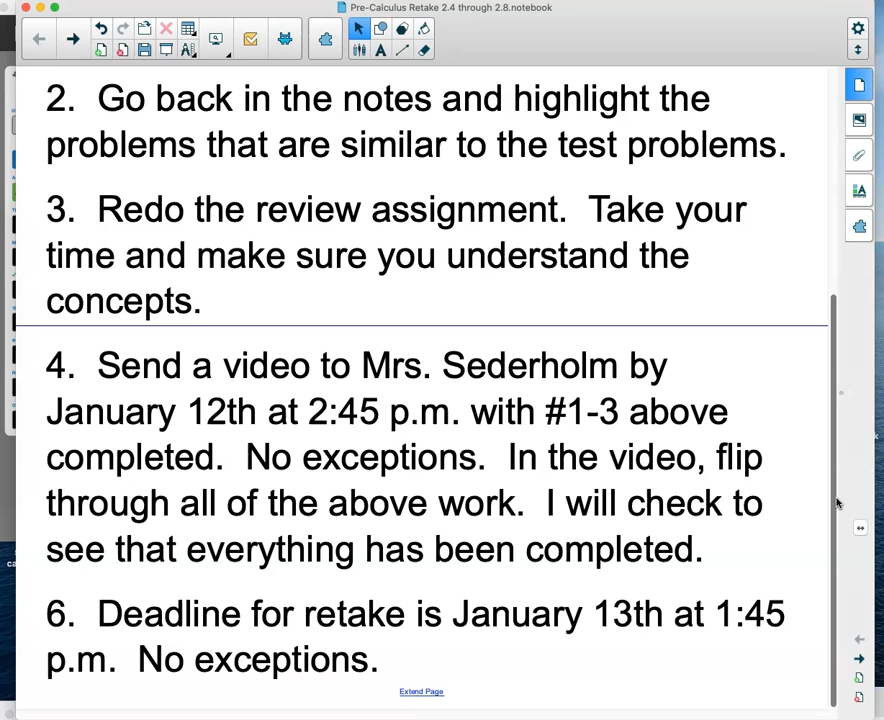 Pre-Calculus Retake 2.4 through 2.8.notebook
2. Go back in the notes and highlight the
problems that are similar to the test problems.
3. Redo the review assignment. Take your
time and make sure you understand the
concepts.
4. Send a video to Mrs. Sederholm by
January 12th at 2:45 p.m. with #1-3 above
completed. No exceptions. In the video, flip
through all of the above work. I will check to
see that everything has been completed.
6. Deadline for retake is January 13th at 1:45
p.m. No exceptions.
Extend Page